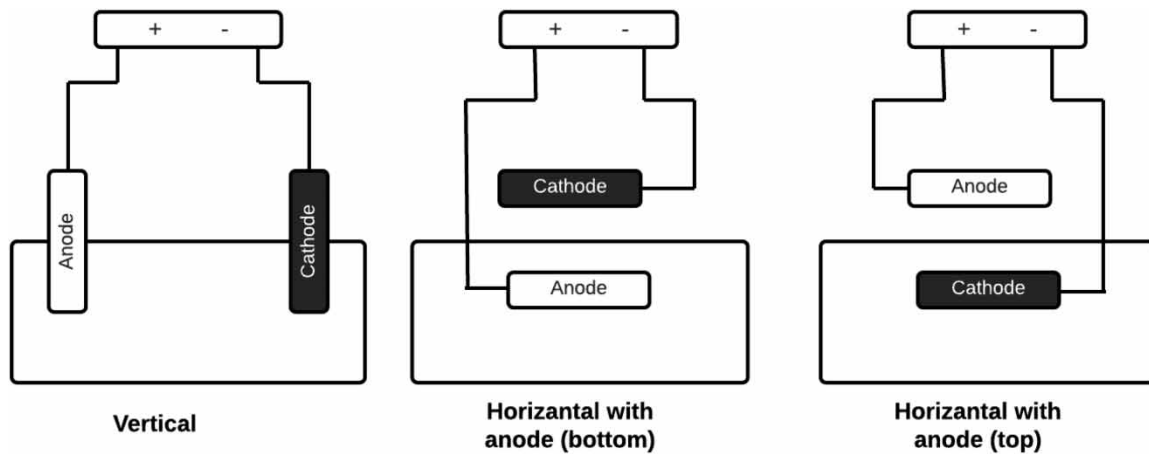 + -
Anode
Cathode
Vertical
+ -
Cathode
Anode
Horizantal with
anode (bottom)
+ -
Anode
Cathode
Horizantal with
anode (top)